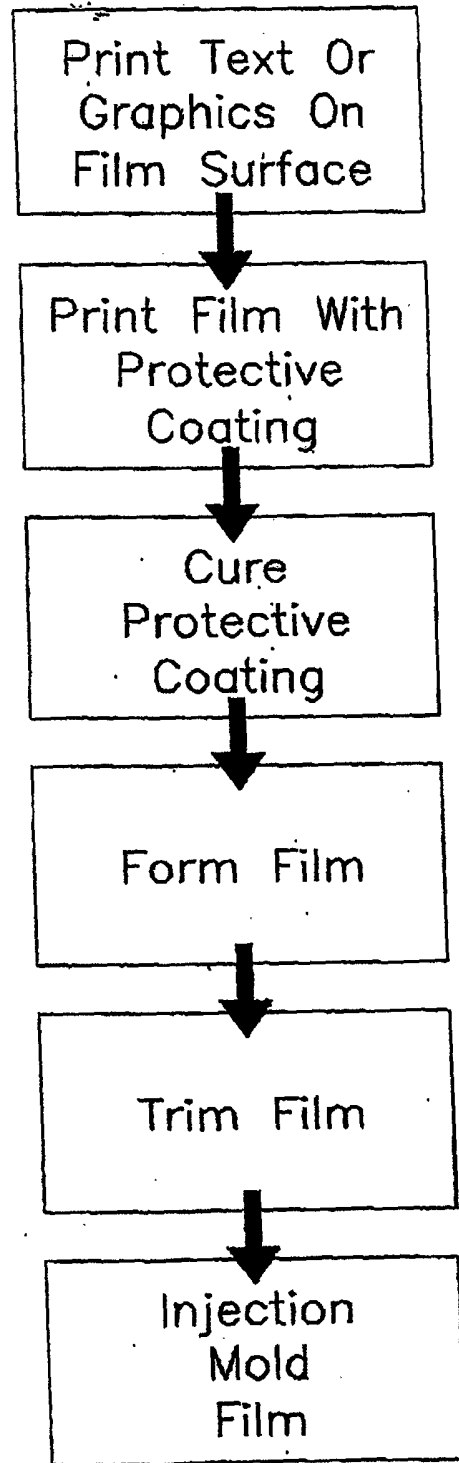 Print Text Or
Graphics On
Film Surface
Print Film With
Protective
Coating
Cure
Protective
Coating
Form Film
Trim Film
Injection
Mold
Film